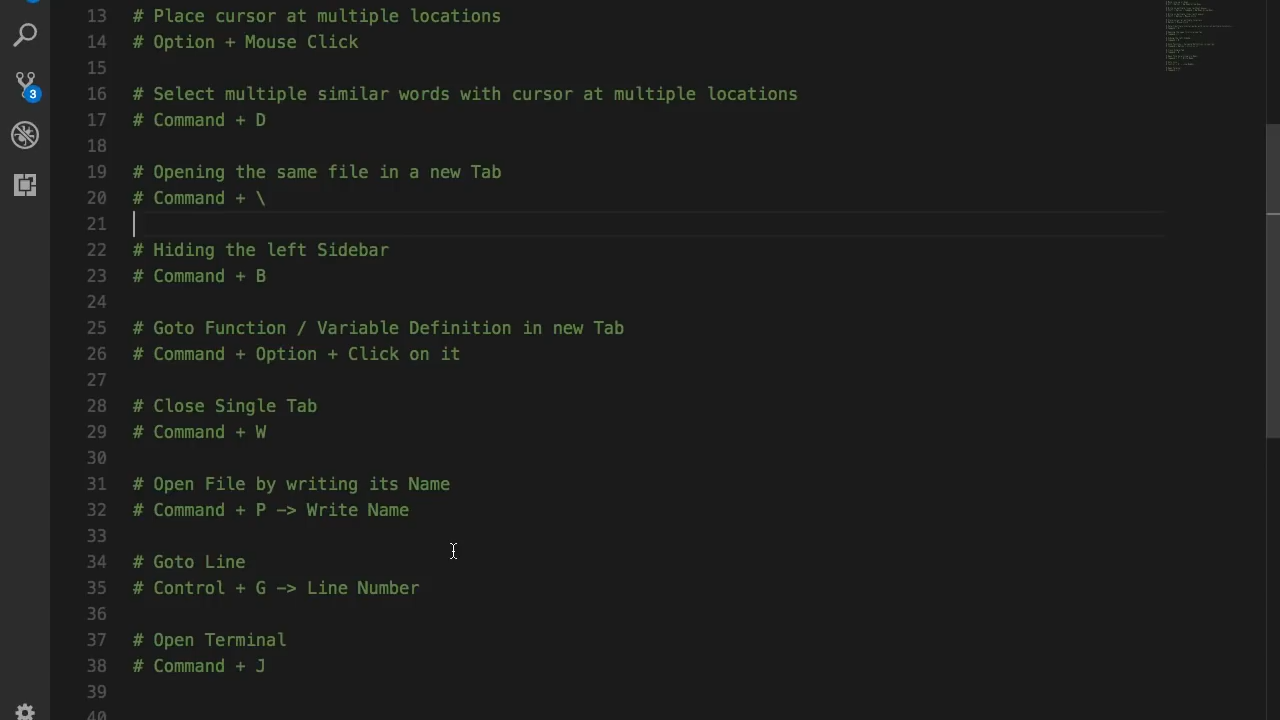 13 # Place cursor at multiple locations
14 # Option + Mouse Click
15
16 # Select multiple similar words with cursor at multiple locations
17 # Command + D
18
19 # Opening the same file in a new Tab
20 # Command + \
21
22 # Hiding the left Sidebar
23 # Command + B
24
25 # Goto Function / Variable Definition in new Tab
26 # Command + Option + Click on it
27
28 # Close Single Tab
29 # Command + W
30
31 # Open File by writing its Name
32 # Command + P -> Write Name
33
34 # Goto Line
35 # Control + G -> Line Number
36
37 # Open Terminal
38 # Command + J
39
40
3